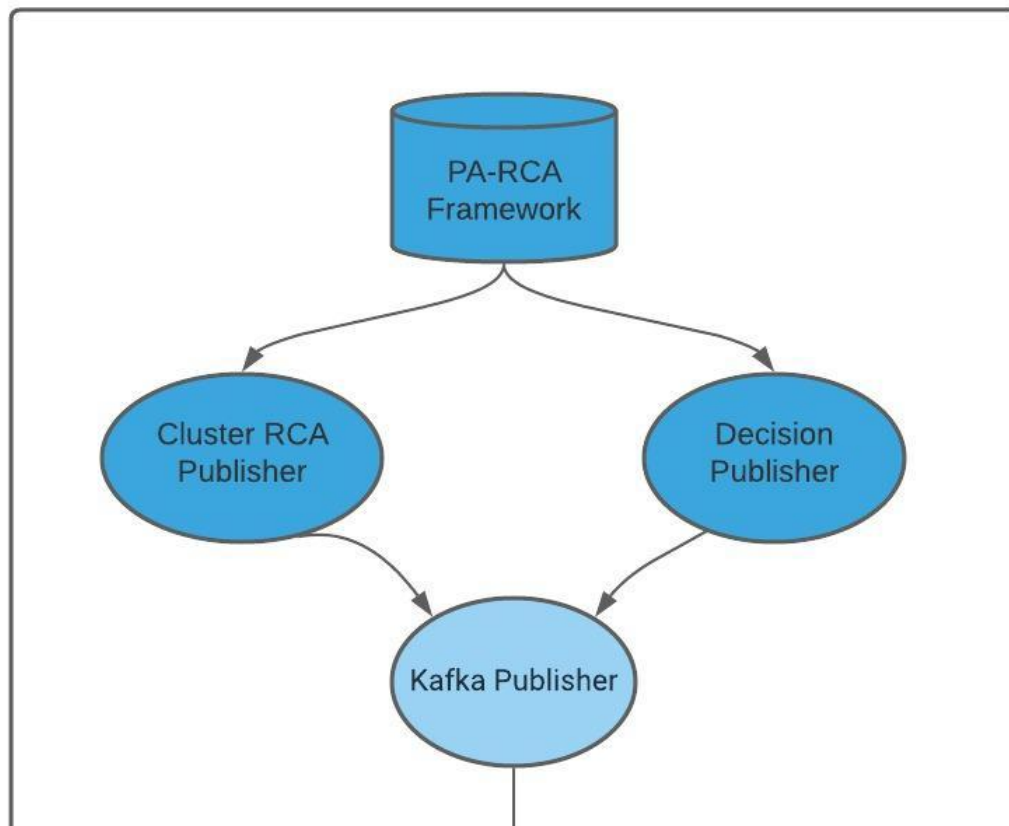 PA-RCA
Framework
Cluster RCA
Publisher
Decision
Publisher
Kafka Publisher